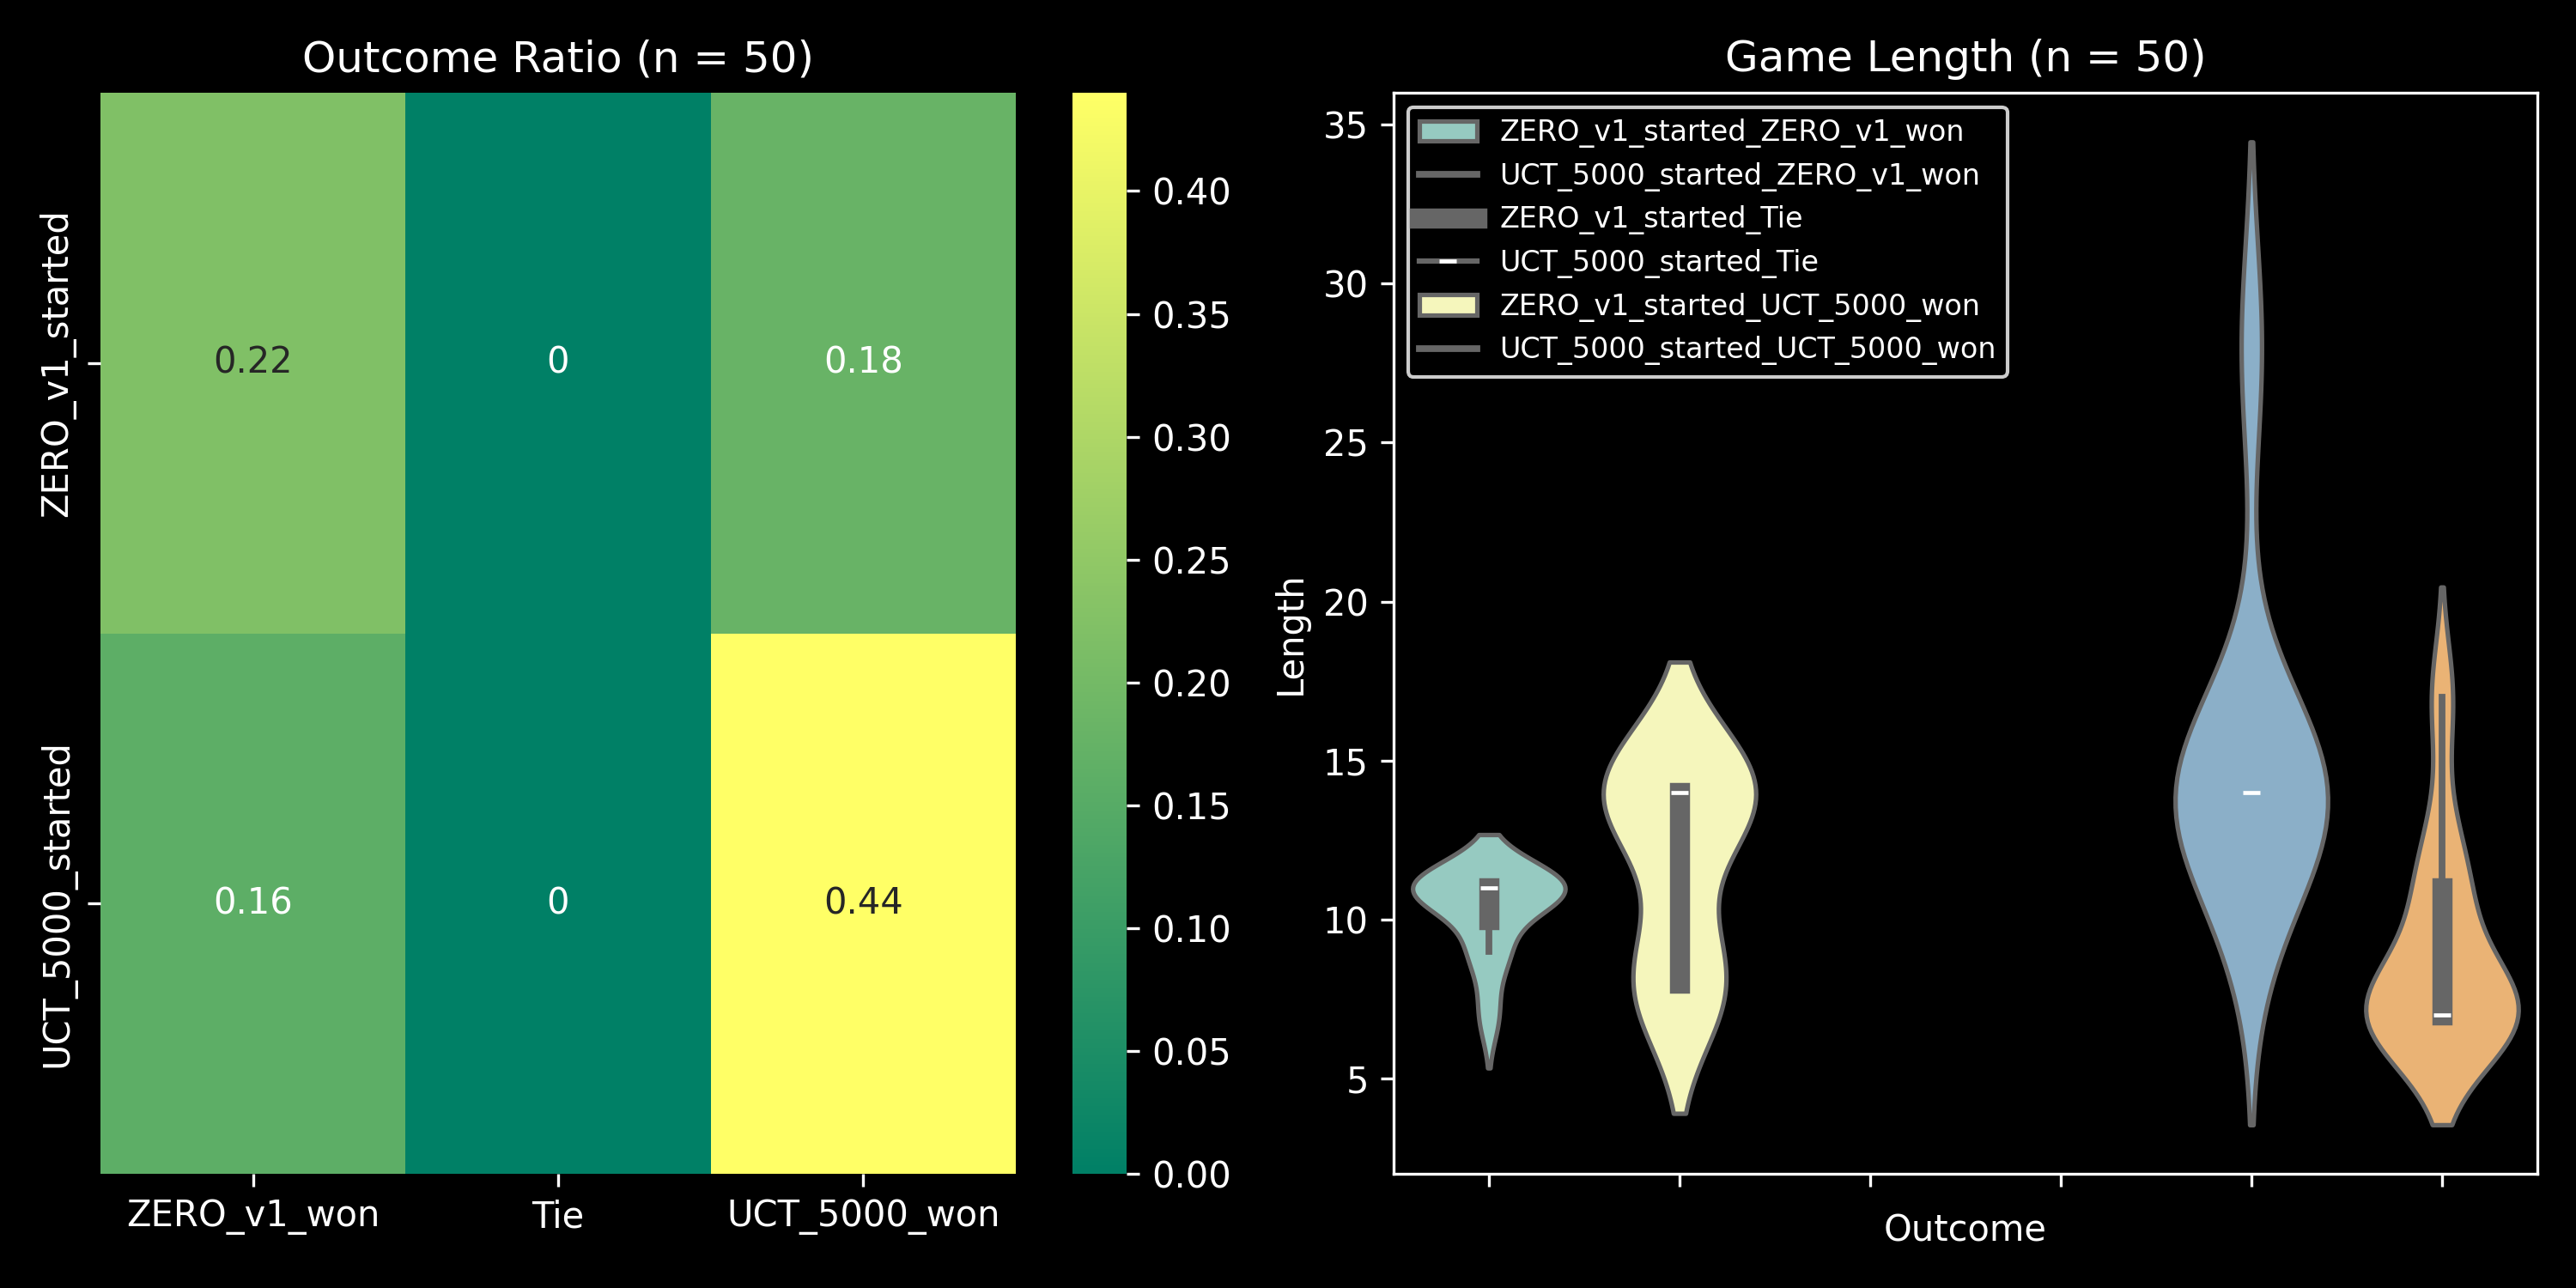 Outcome Ratio (n = 50)
ZERO_v1_started
UCT_5000_started
0.22
0
0.18
0.16
0
0.44
ZERO_v1_won
Tie
UCT_5000_won
0.40
0.35
0.30
0.25
0.20
0.15
0.10
0.05
0.00
Game Length (n = 50)
Length
35
30
25
20
15
10
5
ZERO_v1_started_ZERO_v1_won
UCT_5000_started_ZERO_v1_won
ZERO_v1_started_Tie
UCT_5000_started_Tie
ZERO_v1_started_UCT_5000_won
UCT_5000_started_UCT_5000_won
Outcome